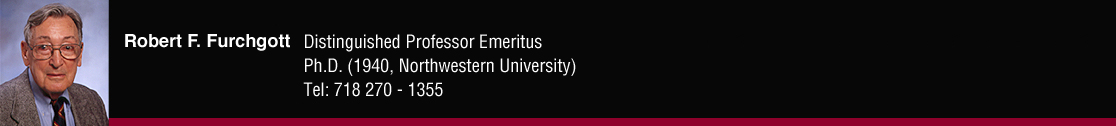 Robert F. Furchgott Distinguished Professor Emeritus
Ph.D. (1940, Northwestern University)
Tel: 718 270 - 1355